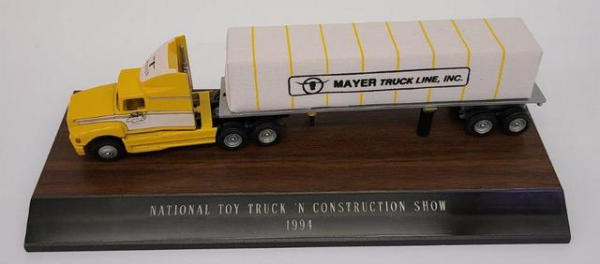 MAYER TRUCK LINE, INC.
NATIONAL TOY TRUCK 'N CONSTRUCTION SHOW
1994